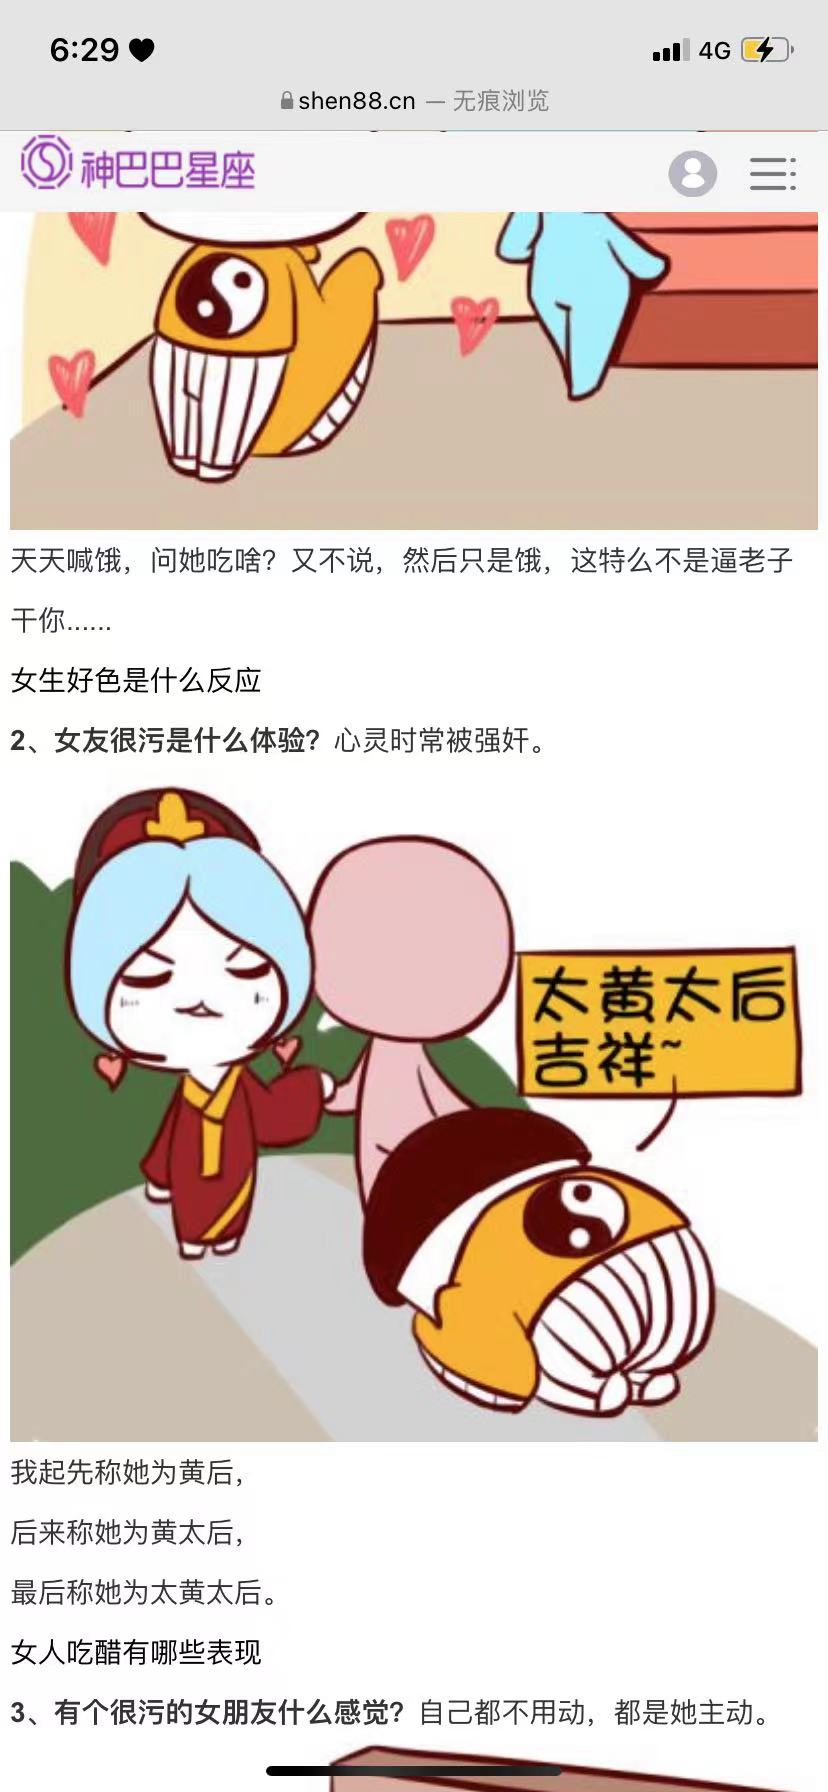 6:29
4G
shen88.cn — 无痕浏览
神巴巴星座
天天喊饿，问她吃啥？又不说，然后只是饿，这特么不是逼老子
干你......
女生好色是什么反应
2、女友很污是什么体验？心灵时常被强奸。
太黄太后
吉祥~
我起先称她为黄后，
后来称她为黄太后，
最后称她为太黄太后。
女人吃醋有哪些表现
3、有个很污的女朋友什么感觉？自己都不用动，都是她主动。